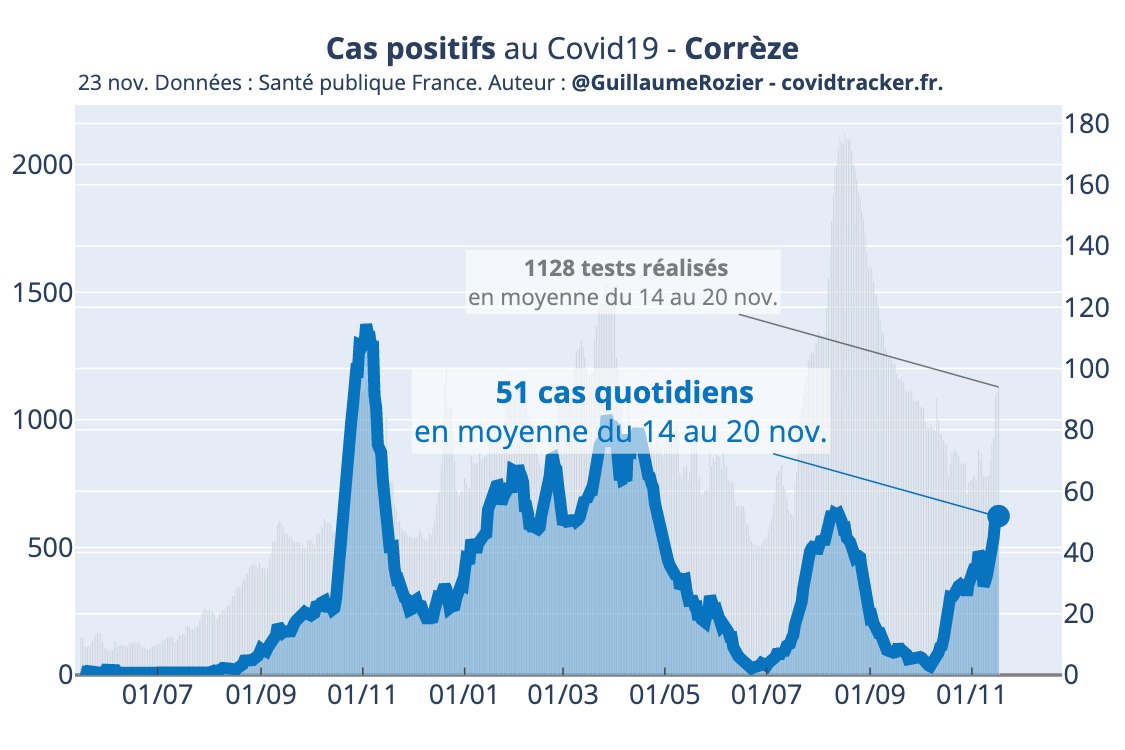 Cas positifs au Covid19 - Corrèze
23 nov. Données : Santé publique France. Auteur : @GuillaumeRozier - covidtracker.fr.
180
2000
160
140
1128 tests réalisés
en moyenne du 14 au 20 nov.
1500
120
100
51 cas quotidiens
en moyenne du 14 au 20 nov.
1000
80
60
500
40
20
0
0
01/07 01/09 01/11 01/01 01/03 01/05 01/07 01/09 01/11